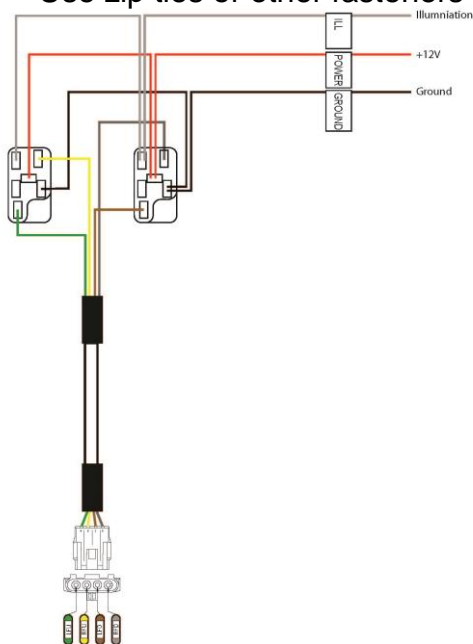 Use zip ties or other fasteners
Illumniation
ILL
+12V
POWER
Ground
GROUND